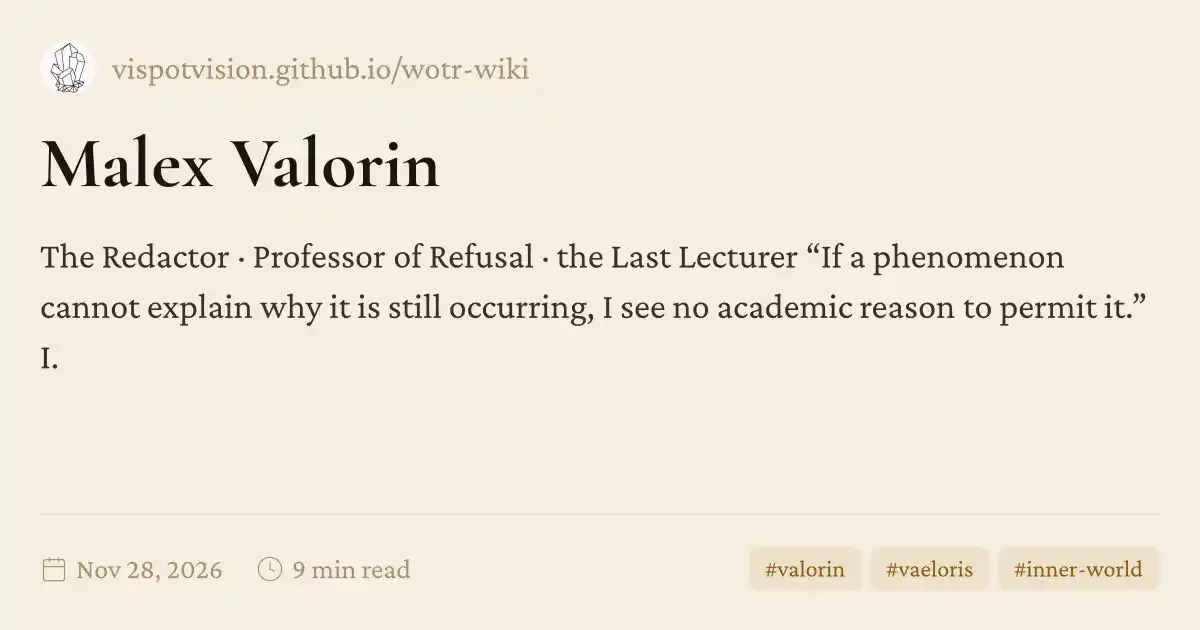 vispotvision.github.io/wotr-wiki
Malex Valorin
The Redactor · Professor of Refusal · the Last Lecturer “If a phenomenon
cannot explain why it is still occurring, I see no academic reason to permit it.”
I.
Nov 28, 2026
9 min read
#valorin
#vaeloris
#inner-world